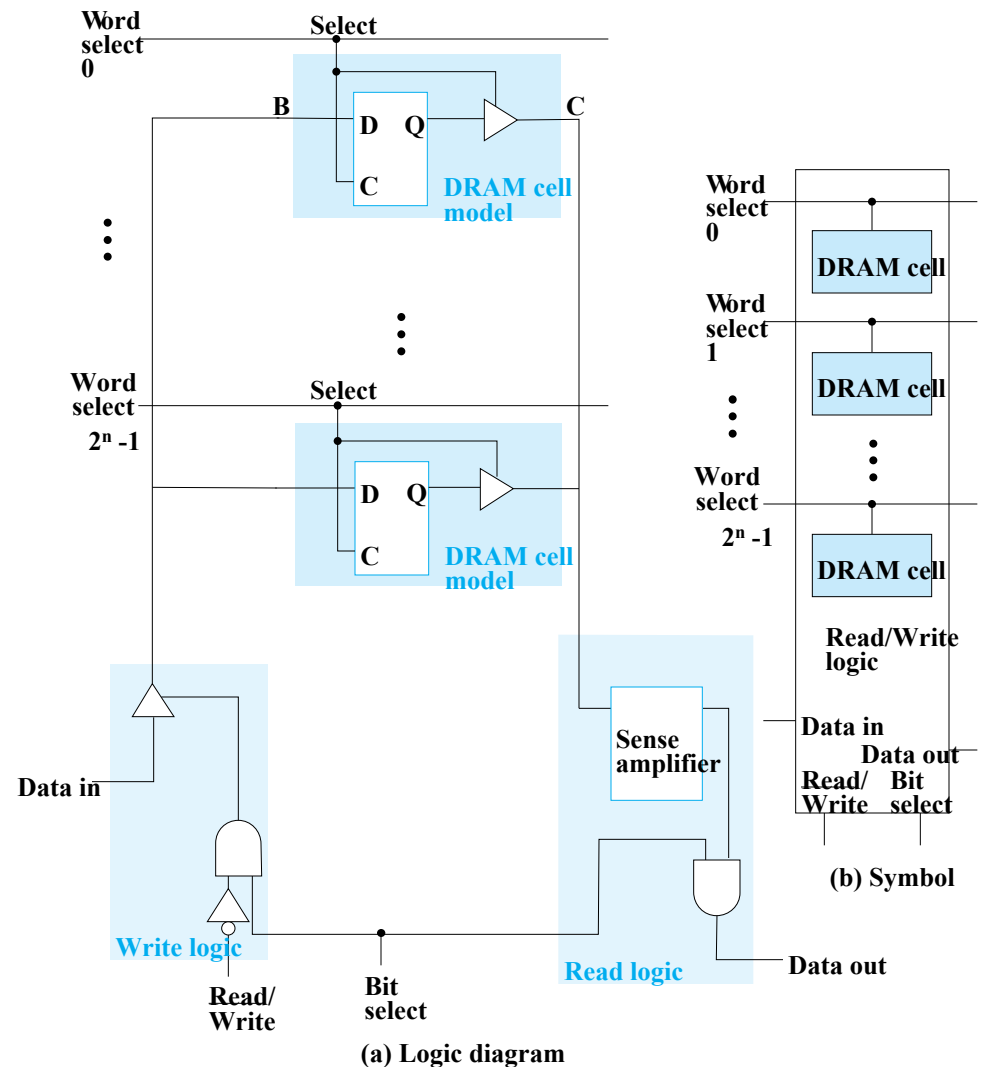 Word
select
0
Select
B
C
D Q
C
DRAM cell
model
Word
select
2ⁿ -1
Select
D Q
C
DRAM cell
model
Data in
Write logic
Read/
Write
Bit
select
Sense
amplifier
Read logic
Data out
(a) Logic diagram
Word
select
0
DRAM cell
Word
select
1
DRAM cell
Word
select
2ⁿ -1
DRAM cell
Read/Write
logic
Data in
Data out
Read/
Write
Bit
select
(b) Symbol